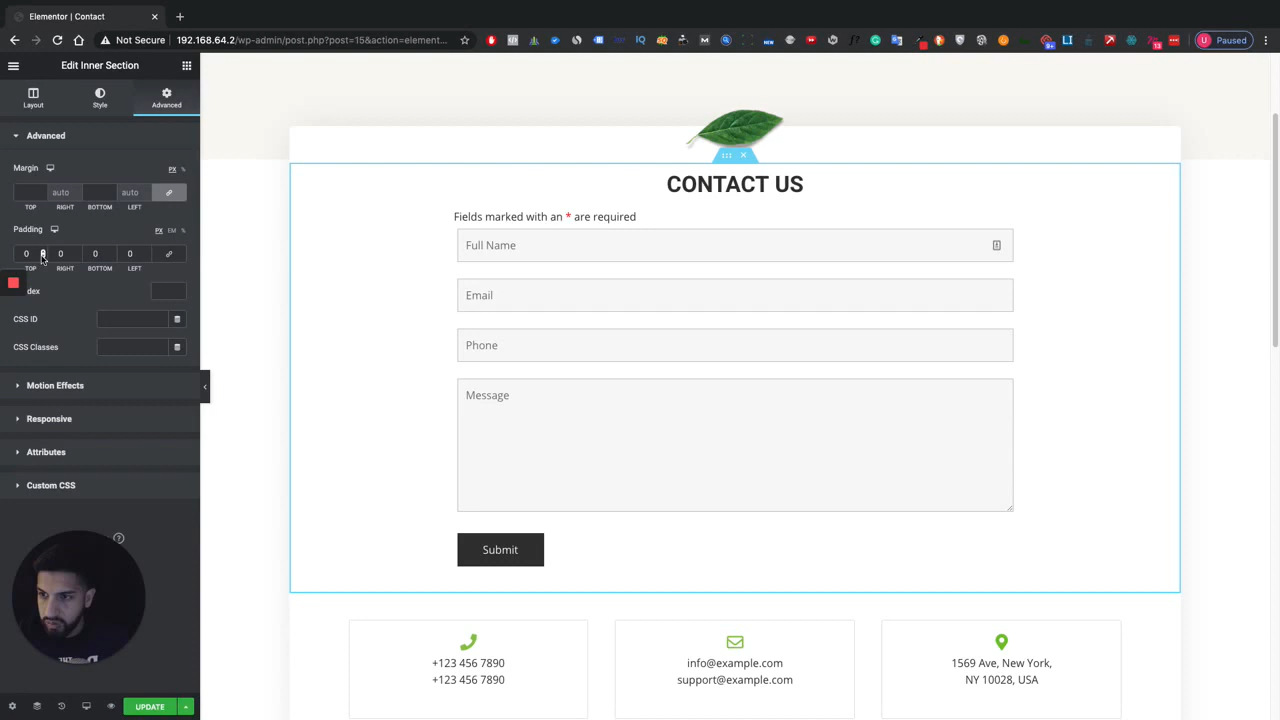 Elementor | Contact
Not Secure
192.168.64.2/wp-admin/post.php?post=15&action=element...
NEW
9+
13
U
Paused
Edit Inner Section
Layout
Style
Advanced
Advanced
Margin
PX
%
auto
auto
TOP
RIGHT
BOTTOM
LEFT
Padding
PX
EM
%
0
0
0
0
TOP
RIGHT
BOTTOM
LEFT
dex
CSS ID
CSS Classes
Motion Effects
Responsive
Attributes
Custom CSS
UPDATE
CONTACT US
Fields marked with an * are required
Full Name
Email
Phone
Message
Submit
+123 456 7890
+123 456 7890
info@example.com
support@example.com
1569 Ave, New York,
NY 10028, USA